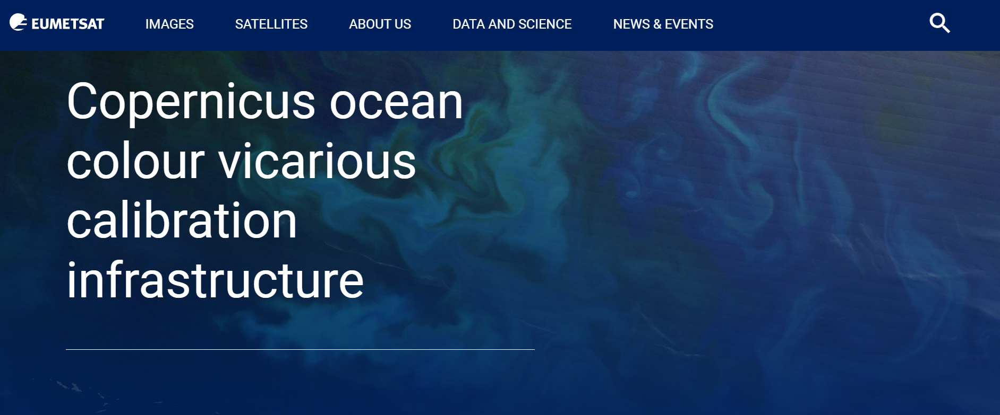 EUMETSAT IMAGES SATELLITES ABOUT US DATA AND SCIENCE NEWS & EVENTS
Copernicus ocean
colour vicarious
calibration
infrastructure